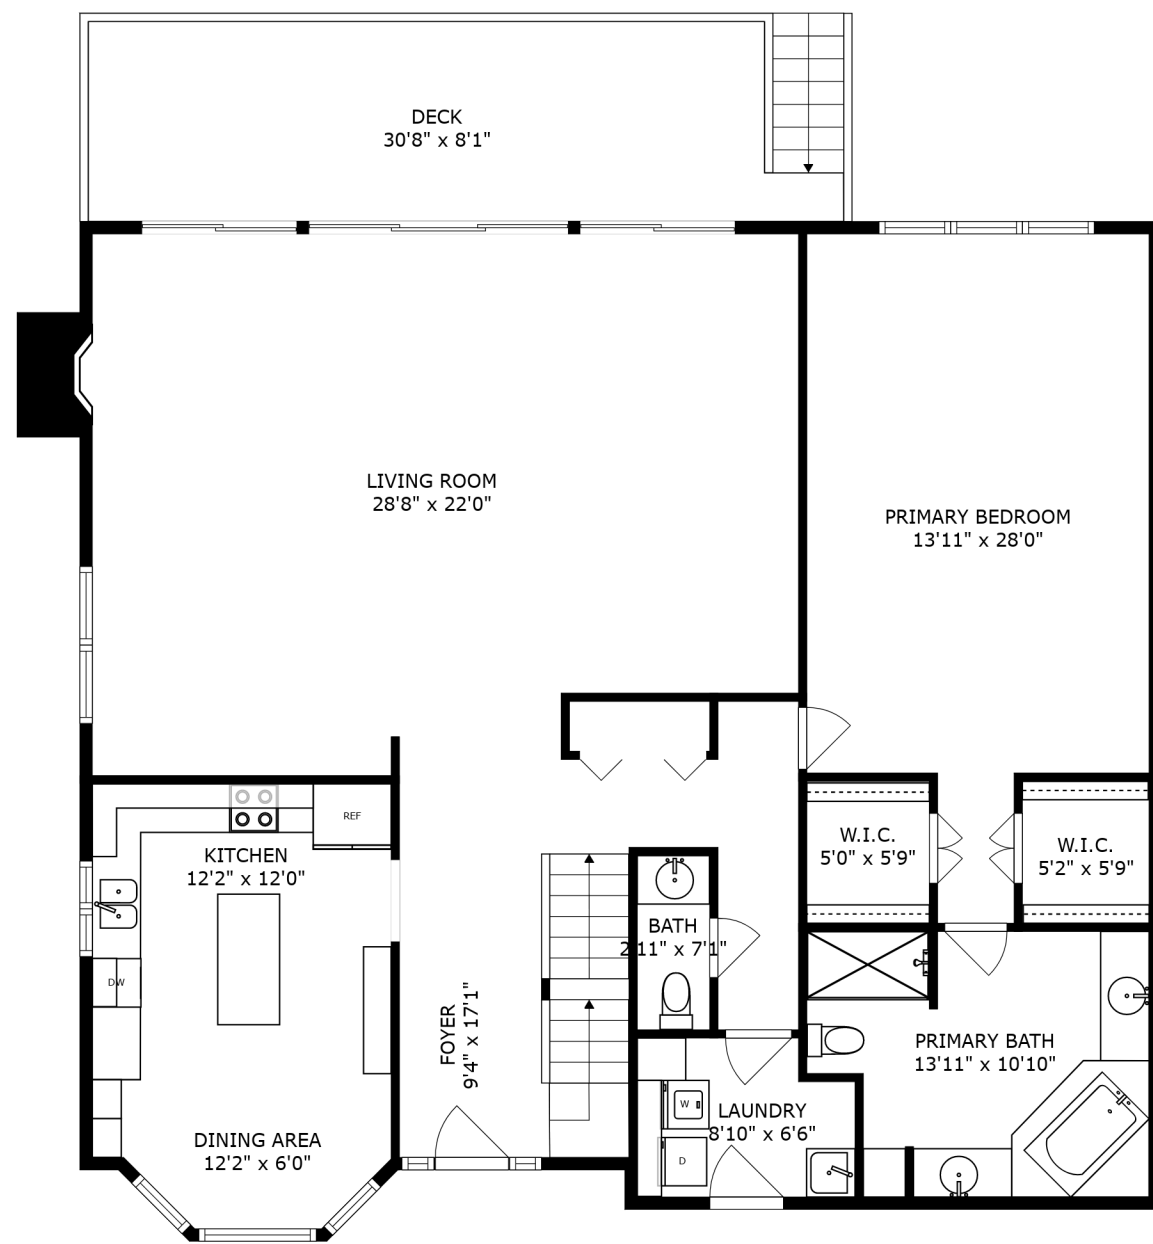 DECK
30'8" x 8'1"
LIVING ROOM
28'8" x 22'0"
PRIMARY BEDROOM
13'11" x 28'0"
REF
KITCHEN
12'2" x 12'0"
W.I.C.
5'0" x 5'9"
W.I.C.
5'2" x 5'9"
BATH
2'11" x 7'1"
DW
FOYER
9'4" x 17'1"
PRIMARY BATH
13'11" x 10'10"
W
LAUNDRY
8'10" x 6'6"
D
DINING AREA
12'2" x 6'0"